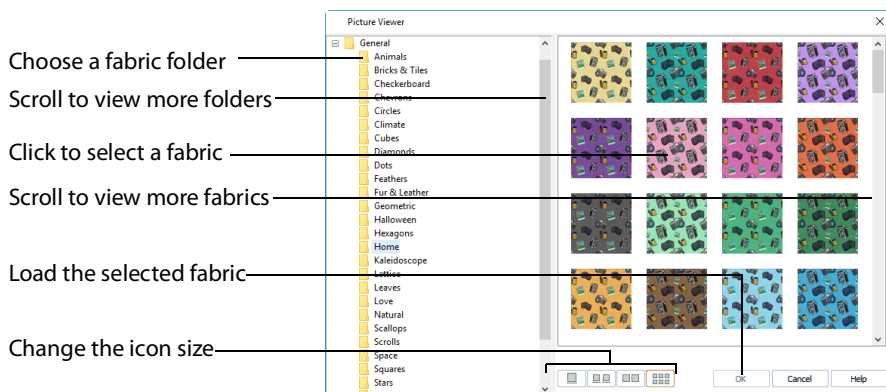 Picture Viewer
General
Animals
Bricks & Tiles
Checkerboard
Chevrons
Circles
Climate
Cubes
Diamonds
Dots
Feathers
Fur & Leather
Geometric
Halloween
Hexagons
Home
Kaleidoscope
Lattice
Leaves
Love
Natural
Scallops
Scrolls
Space
Squares
Stars
OK
Cancel
Help
Choose a fabric folder
Scroll to view more folders
Click to select a fabric
Scroll to view more fabrics
Load the selected fabric
Change the icon size